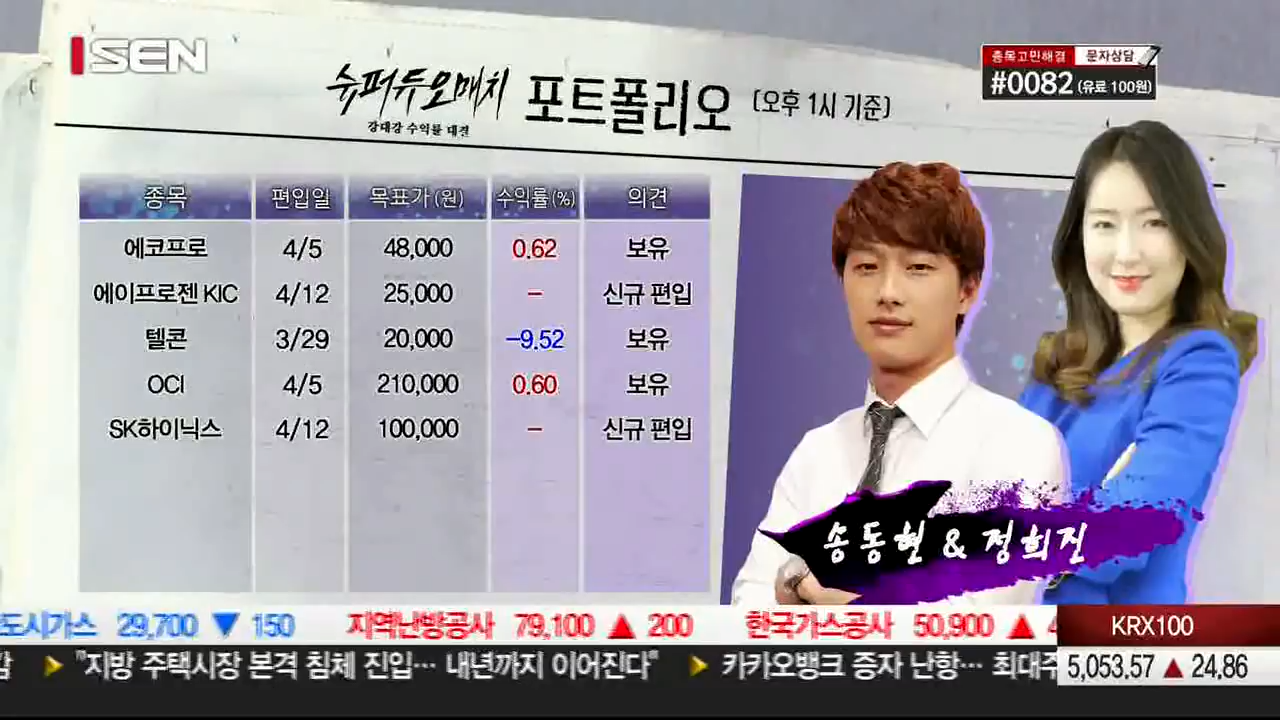 SEN
종목고민해결 문자상담
#0082 (유료 100원)
슈퍼듀오매치 포트폴리오 [오후 1시 기준]
강대강 수익률 대결
종목 편입일 목표가(원) 수익률(%) 의견
에코프로 4/5 48,000 0.62 보유
에이프로젠 KIC 4/12 25,000 – 신규 편입
텔콘 3/29 20,000 -9.52 보유
OCI 4/5 210,000 0.60 보유
SK하이닉스 4/12 100,000 – 신규 편입
송동현 & 정희진
도시가스 29,700 ▼ 150 지역난방공사 79,100 ▲ 200 한국가스공사 50,900 ▲
KRX100
"지방 주택시장 본격 침체 진입… 내년까지 이어진다" 카카오뱅크 증자 난항… 최대주
5,053.57 ▲ 24.86